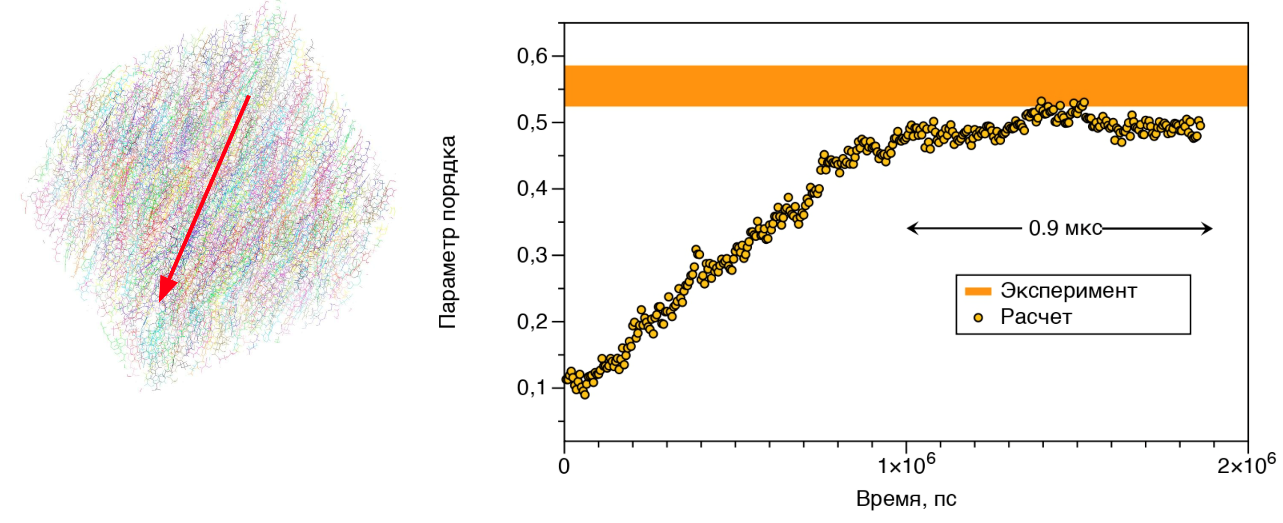 0,6
0,5
0,4
0,3
0,2
0,1
Параметр порядка
0.9 мкс
Эксперимент
Расчет
0
1×10⁶
2×10⁶
Время, пс